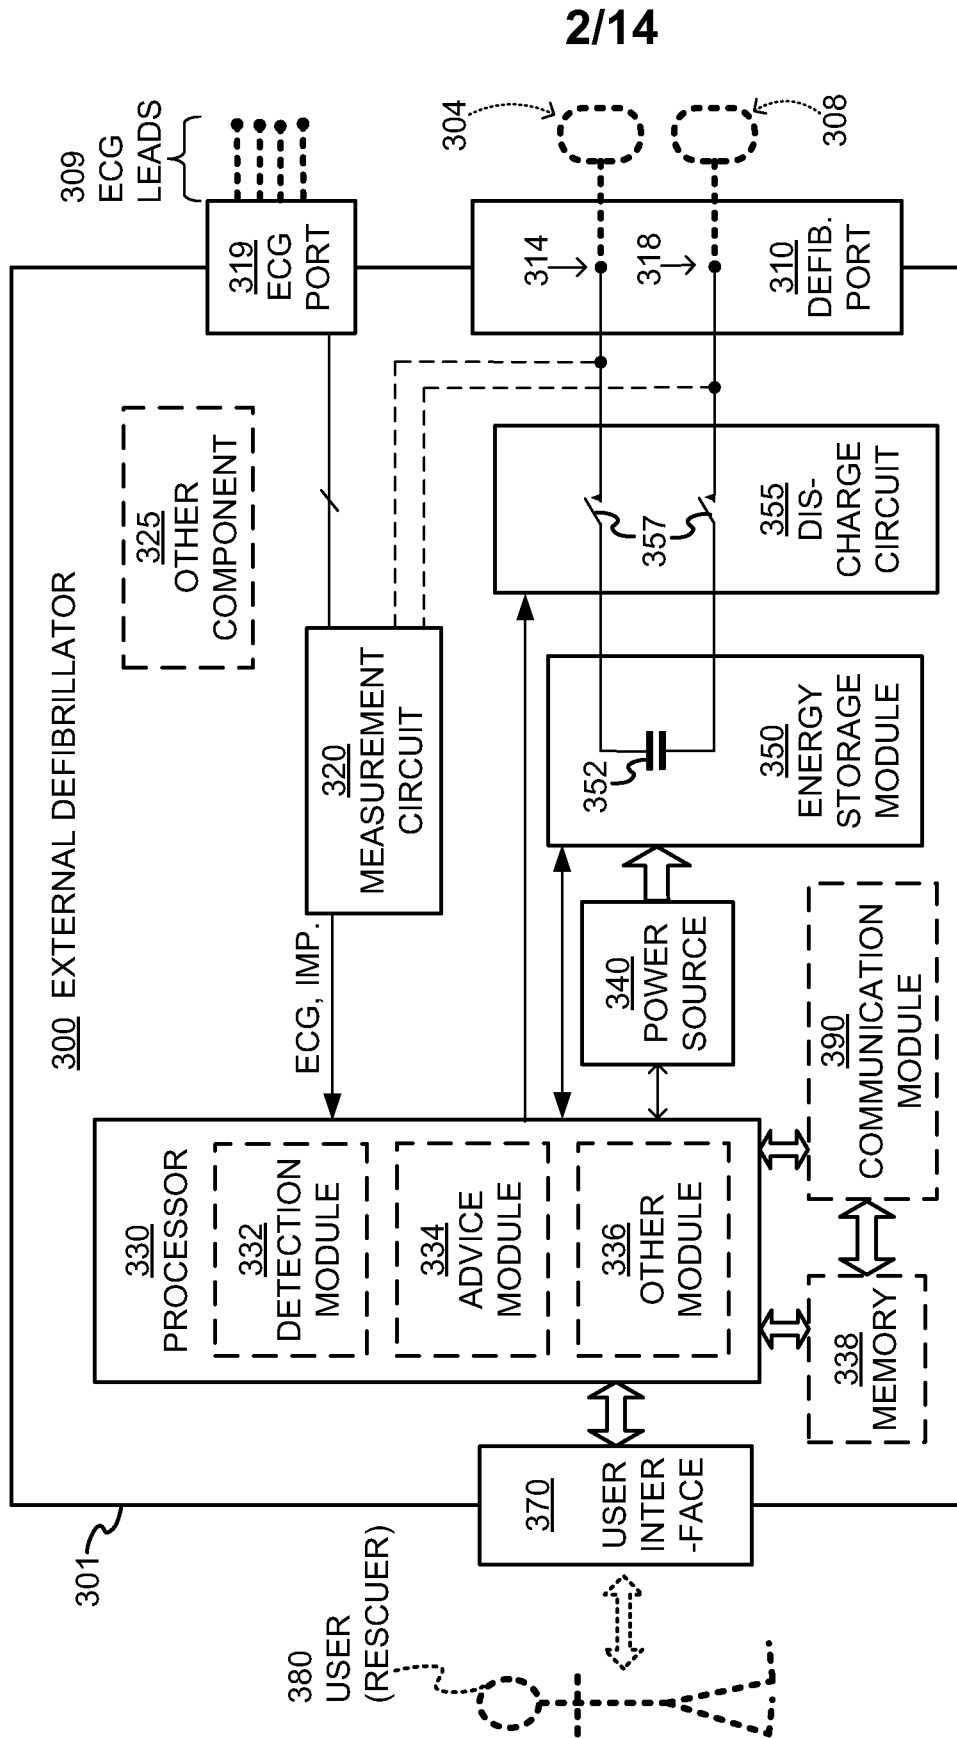 2/14
300 EXTERNAL DEFIBRILLATOR
301
309
ECG
LEADS
319
ECG
PORT
325
OTHER
COMPONENT
304
308
314
318
310
DEFIB.
PORT
320
MEASUREMENT
CIRCUIT
ECG, IMP.
357
355
DIS-
CHARGE
CIRCUIT
352
350
ENERGY
STORAGE
MODULE
340
POWER
SOURCE
330
PROCESSOR
332
DETECTION
MODULE
334
ADVICE
MODULE
336
OTHER
MODULE
390
COMMUNICATION
MODULE
338
MEMORY
370
USER
INTER
-FACE
380
USER
(RESCUER)